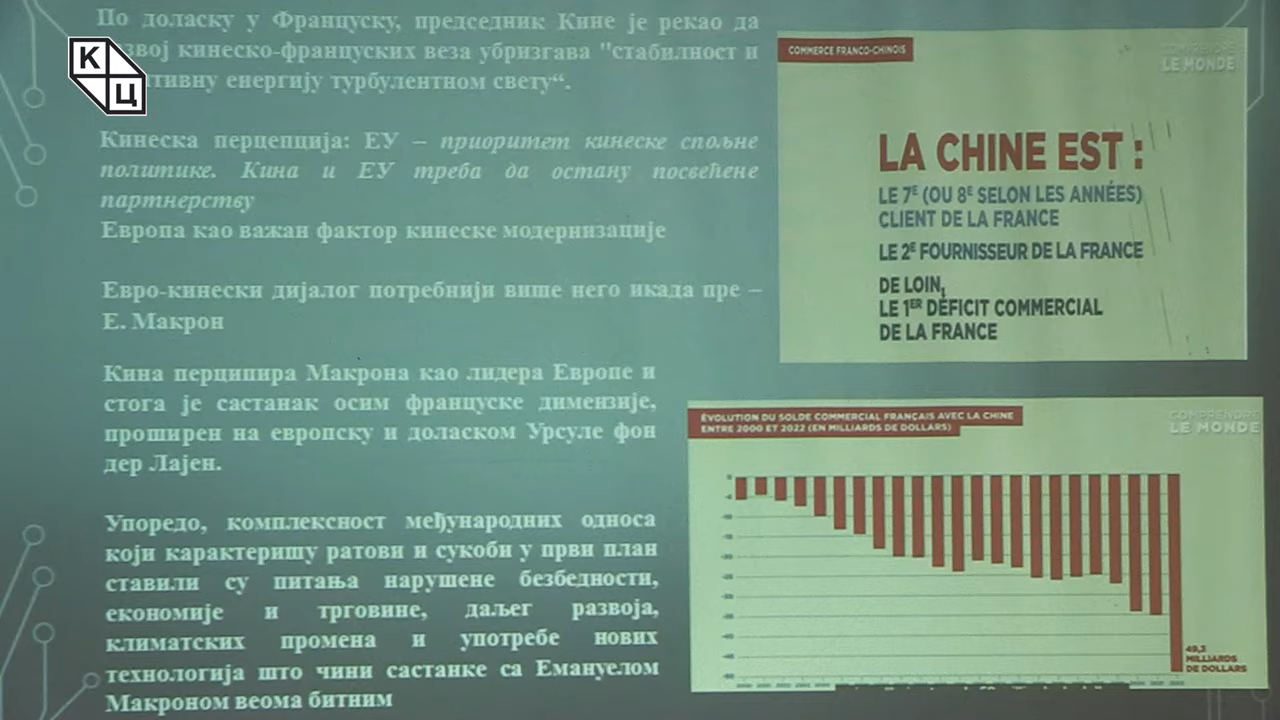 По доласку у Француску, председник Кине је рекао да
развој кинеско-француских веза убризгава "стабилност и
енергију турбулентном свету“.
К
Ц
Кинеска перцепција: ЕУ – приоритет кинеске спољне
политике. Кина и ЕУ треба да остану посвећене
партнерству
Европа као важан фактор кинеске модернизације
Евро-кинески дијалог потребнији више него икада пре –
Е. Макрон
Кина перципира Макрона као лидера Европе и
стога је састанак осим француске димензије,
проширен на европску и доласком Урсуле фон
дер Лајен.
Упоредо, комплексност међународних односа
који карактеришу ратови и сукоби у први план
ставили су питања нарушене безбедности,
економије и трговине, даљег развоја,
климатских промена и употребе нових
технологија што чини састанке са Емануелом
Макроном веома битним
COMMERCE FRANCO-CHINOIS
COMPRENDRE
LE MONDE
LA CHINE EST :
LE 7E (OU 8E SELON LES ANNÉES)
CLIENT DE LA FRANCE
LE 2E FOURNISSEUR DE LA FRANCE
DE LOIN,
LE 1ER DÉFICIT COMMERCIAL
DE LA FRANCE
ÉVOLUTION DU SOLDE COMMERCIAL FRANÇAIS AVEC LA CHINE
ENTRE 2000 ET 2022 (EN MILLIARDS DE DOLLARS)
COMPRENDRE
LE MONDE
0
49,3
MILLIARDS
DE DOLLARS